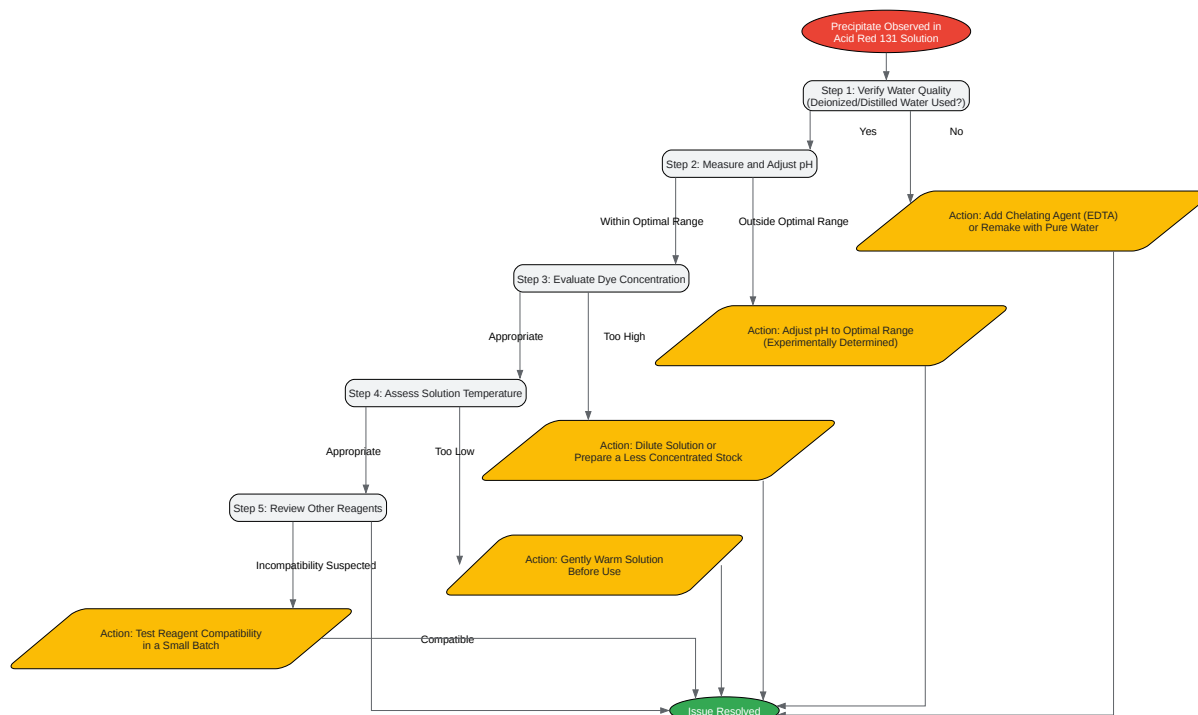 Precipitate Observed in
Acid Red 131 Solution
Step 1: Verify Water Quality
(Deionized/Distilled Water Used?)
Yes
No
Step 2: Measure and Adjust pH
Action: Add Chelating Agent (EDTA)
or Remake with Pure Water
Within Optimal Range
Outside Optimal Range
Step 3: Evaluate Dye Concentration
Action: Adjust pH to Optimal Range
(Experimentally Determined)
Appropriate
Too High
Step 4: Assess Solution Temperature
Action: Dilute Solution or
Prepare a Less Concentrated Stock
Appropriate
Too Low
Step 5: Review Other Reagents
Action: Gently Warm Solution
Before Use
Incompatibility Suspected
Action: Test Reagent Compatibility
in a Small Batch
Compatible
Issue Resolved